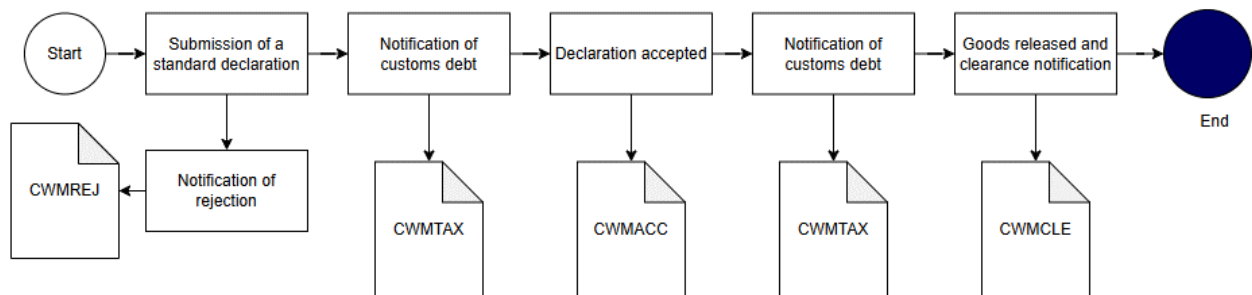 Start
Submission of a
standard declaration
Notification of
customs debt
Declaration accepted
Notification of
customs debt
Goods released and
clearance notification
End
CWMREJ
Notification of
rejection
CWMTAX
CWMACC
CWMTAX
CWMCLE